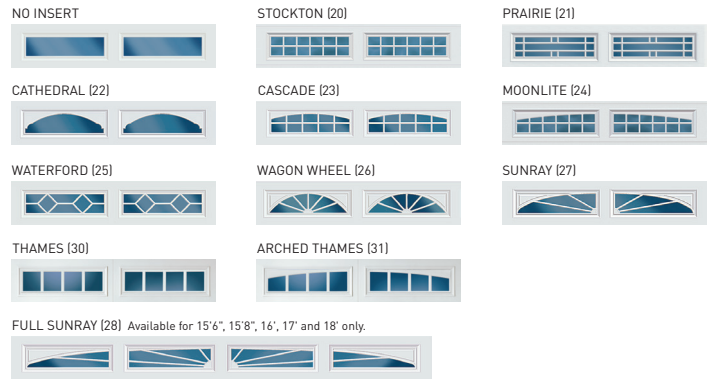 NO INSERT
STOCKTON (20)
PRAIRIE (21)
CATHEDRAL (22)
CASCADE (23)
MOONLITE (24)
WATERFORD (25)
WAGON WHEEL (26)
SUNRAY (27)
THAMES (30)
ARCHED THAMES (31)
FULL SUNRAY (28) Available for 15'6", 15'8", 16', 17' and 18' only.